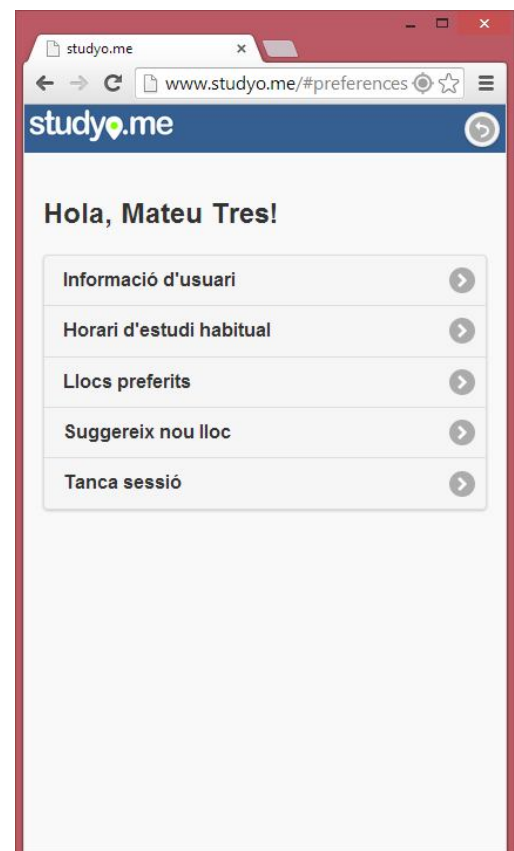 studyo.me
www.studyo.me/#preferences
studyo.me
Hola, Mateu Tres!
Informació d'usuari
Horari d'estudi habitual
Llocs preferits
Suggereix nou lloc
Tanca sessió